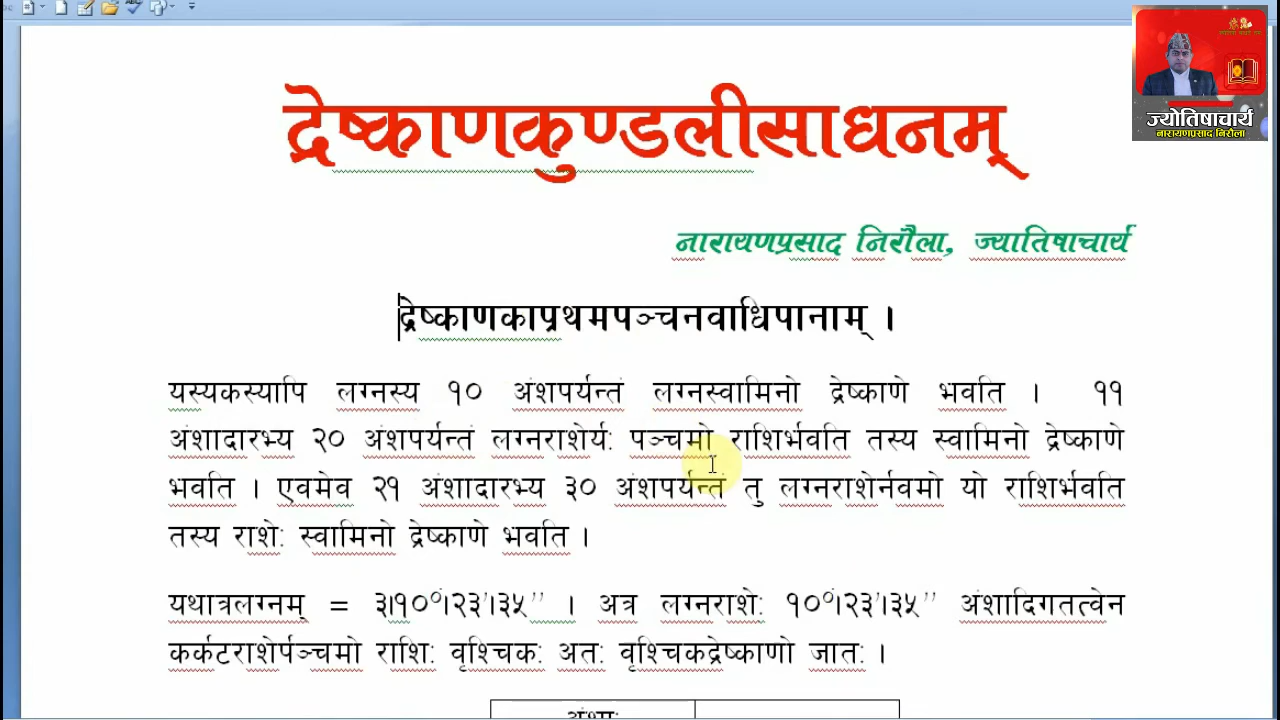 द्रेष्काणकुण्डलीसाधनम्
ज्योतिषाचार्य
नारायणप्रसाद निरौला
नारायणप्रसाद निरौला, ज्यातिषाचार्य
द्रेष्काणकाप्रथमपञ्चनवाधिपानाम् ।
यस्यकस्यापि लग्नस्य १० अंशपर्यन्तं लग्नस्वामिनो द्रेष्काणे भवति । ११
अंशादारभ्य २० अंशपर्यन्तं लग्नराशेर्यः पञ्चमो राशिर्भवति तस्य स्वामिनो द्रेष्काणे
भवति । एवमेव २१ अंशादारभ्य ३० अंशपर्यन्तं तु लग्नराशेर्नवमो यो राशिर्भवति
तस्य राशेः स्वामिनो द्रेष्काणे भवति ।
यथात्रलग्नम् = ३।१०º।२३'।३५’’ । अत्र लग्नराशेः १०º।२३'।३५’’ अंशादिगतत्वेन
कर्कटराशेर्पञ्चमो राशिः वृश्चिकः अतः वृश्चिकद्रेष्काणो जातः ।
अंशाः